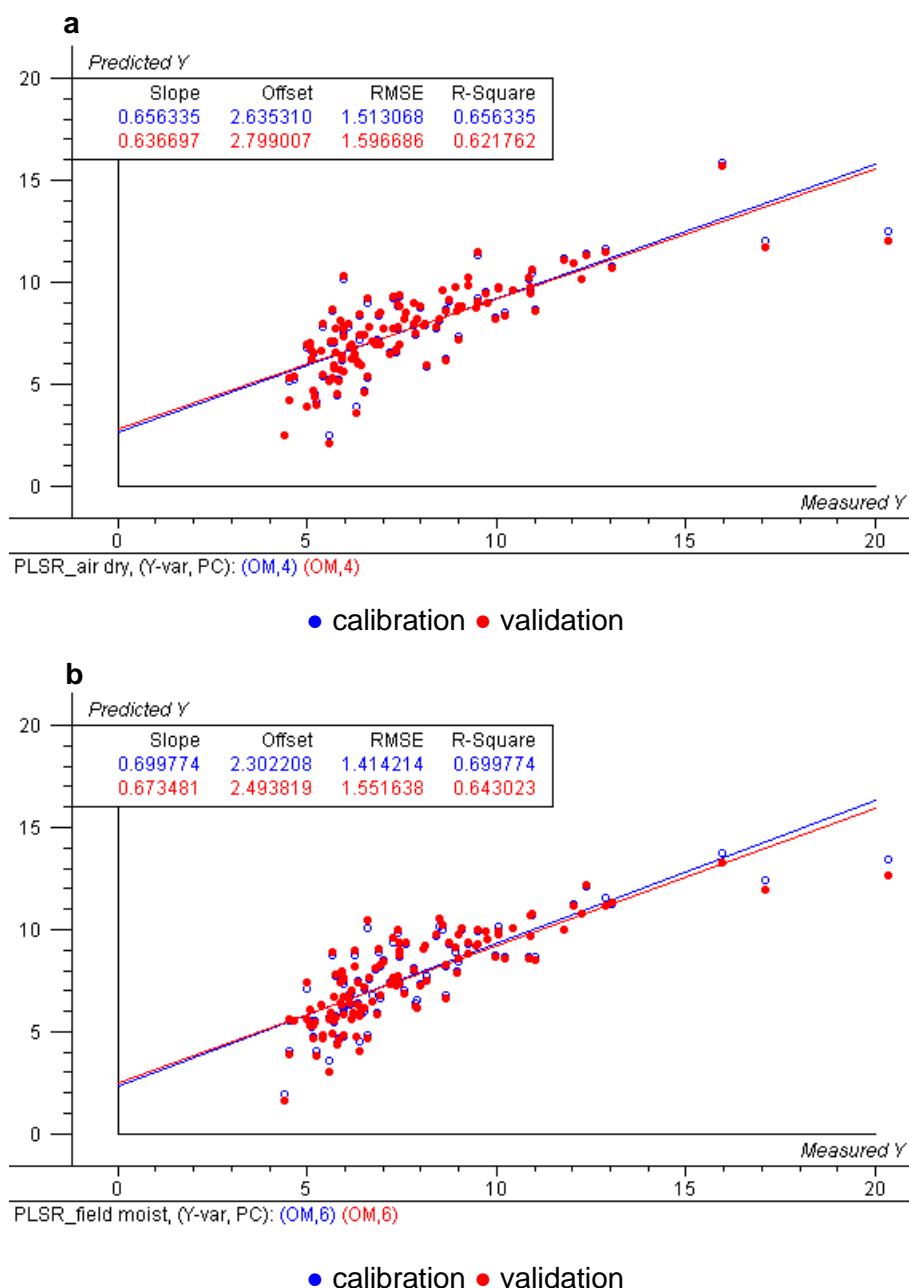 a
Predicted Y
20
Slope Offset RMSE R-Square
0.656335 2.635310 1.513068 0.656335
0.636697 2.799007 1.596686 0.621762
15
10
5
0
Measured Y
0 5 10 15 20
PLSR_air dry, (Y-var, PC): (OM,4) (OM,4)
● calibration ● validation
b
Predicted Y
20
Slope Offset RMSE R-Square
0.699774 2.302208 1.414214 0.699774
0.673481 2.493819 1.551638 0.643023
15
10
5
0
Measured Y
0 5 10 15 20
PLSR_field moist, (Y-var, PC): (OM,6) (OM,6)
● calibration ● validation